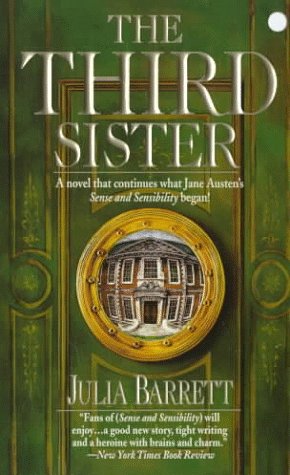 THE
THIRD
SISTER
A novel that continues what Jane Austen's
Sense and Sensibility began!
JULIA BARRETT
"Fans of (Sense and Sensibility) will
enjoy...a good new story, tight writing
and a heroine with brains and charm."
—New York Times Book Review